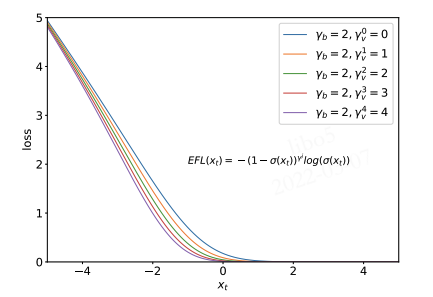 loss
5
4
3
2
1
0
−4
−2
0
2
4
x_t
γ_b = 2, γ_v^0 = 0
γ_b = 2, γ_v^1 = 1
γ_b = 2, γ_v^2 = 2
γ_b = 2, γ_v^3 = 3
γ_b = 2, γ_v^4 = 4
EFL(x_t) = −(1 − σ(x_t))^{γ^j} log(σ(x_t))